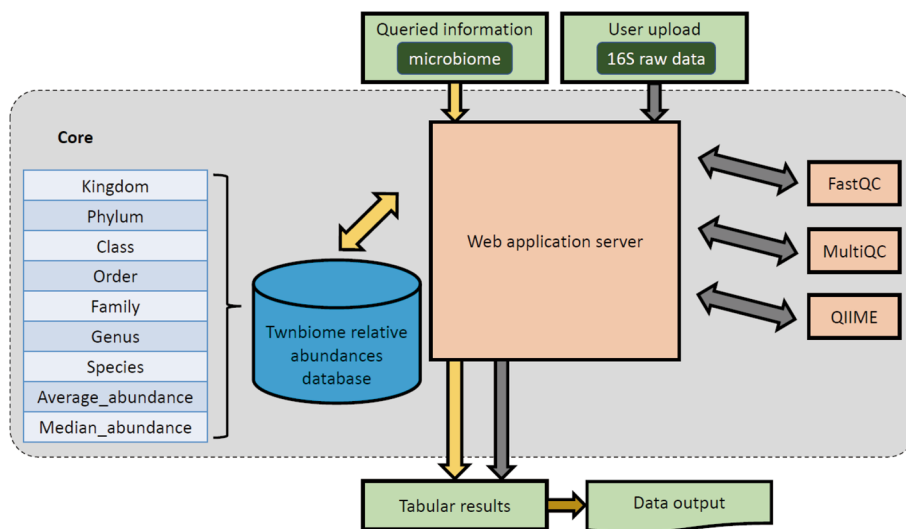 Queried information
microbiome
User upload
16S raw data
Core
Kingdom
Phylum
Class
Order
Family
Genus
Species
Average_abundance
Median_abundance
Twnbiome relative
abundances
database
Web application server
FastQC
MultiQC
QIIME
Tabular results
Data output